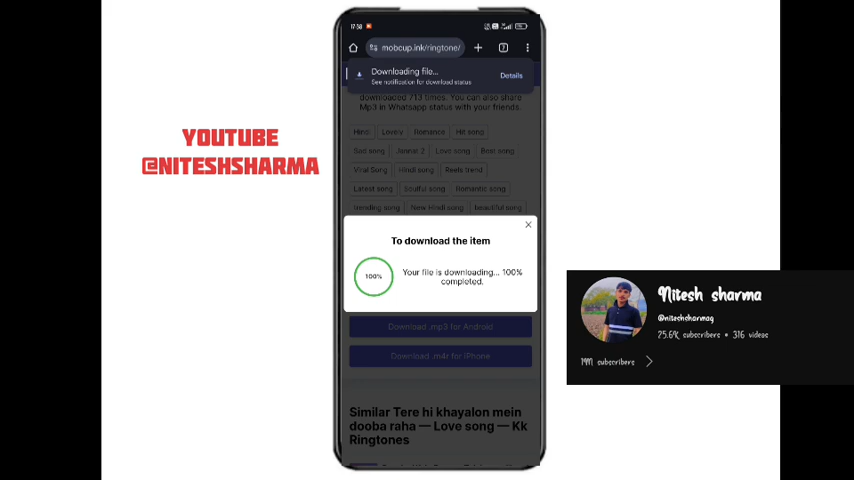 YOUTUBE
@NITESHSHARMA
17:38
mobcup.ink/ringtone/
Downloading file...
See notification for download status
Details
downloaded 713 times. You can also share
Mp3 in Whatsapp status with your friends.
Hindi Lovely Romance Hit song
Sad song Jannat 2 Love song Best song
Viral Song Hindi song Reels trend
Latest song Soulful song Romantic song
trending song New Hindi song beautiful song
To download the item
100%
Your file is downloading... 100%
completed.
Download .mp3 for Android
Download .m4r for iPhone
Similar Tere hi khayalon mein
dooba raha — Love song — Kk
Ringtones
Nitesh sharma
@niteshsharmag
25.61K subscribers • 316 videos
subscribers